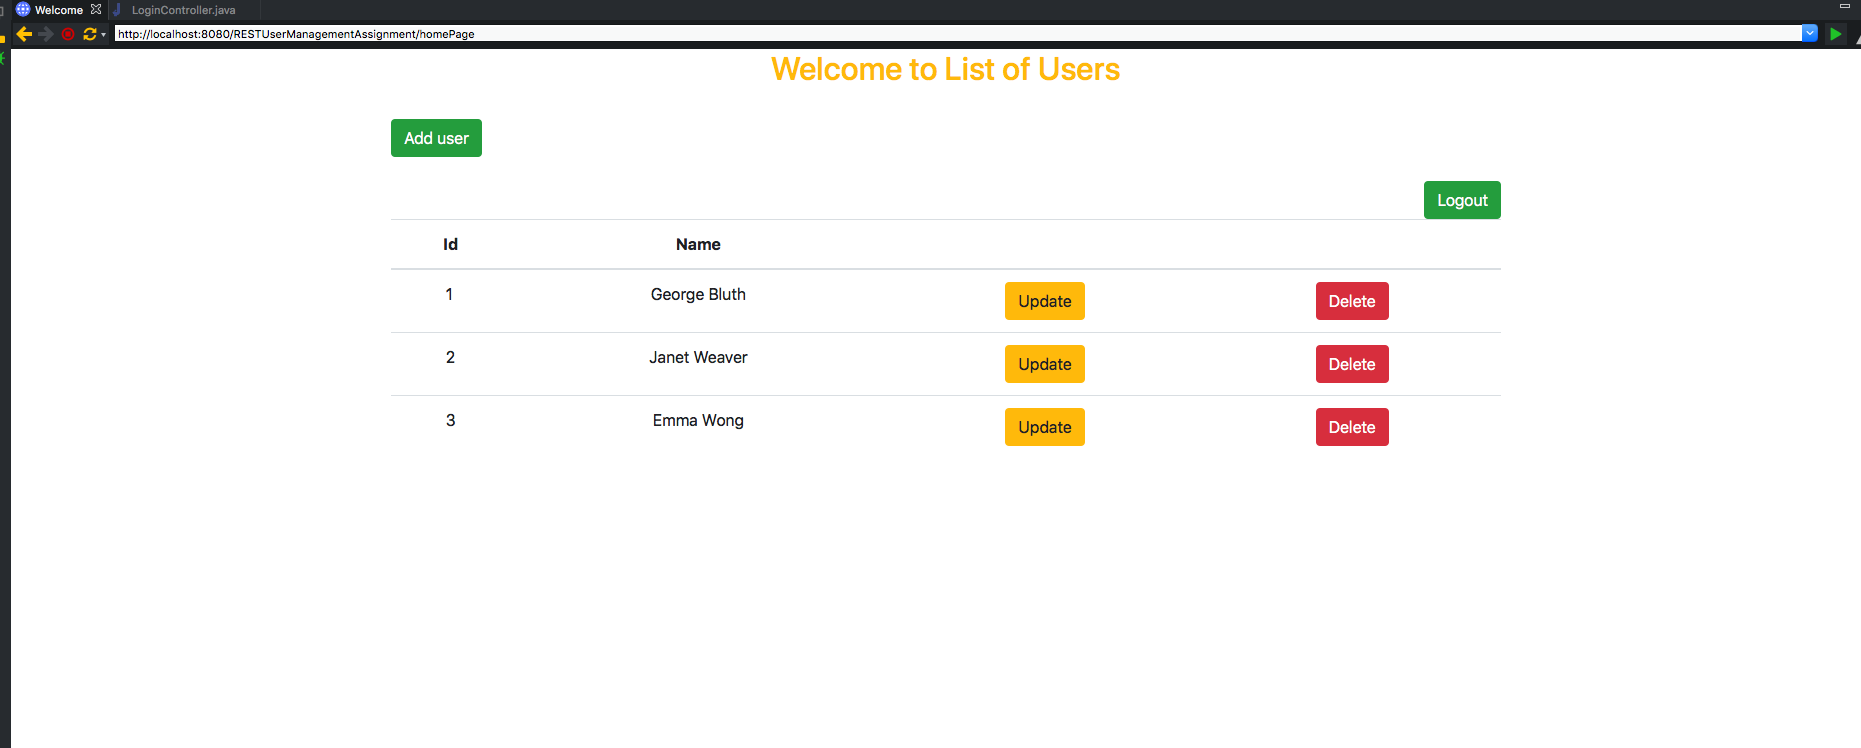 Welcome LoginController.java
http://localhost:8080/RESTUserManagementAssignment/homePage
Welcome to List of Users
Add user
Logout
Id Name
1 George Bluth Update Delete
2 Janet Weaver Update Delete
3 Emma Wong Update Delete